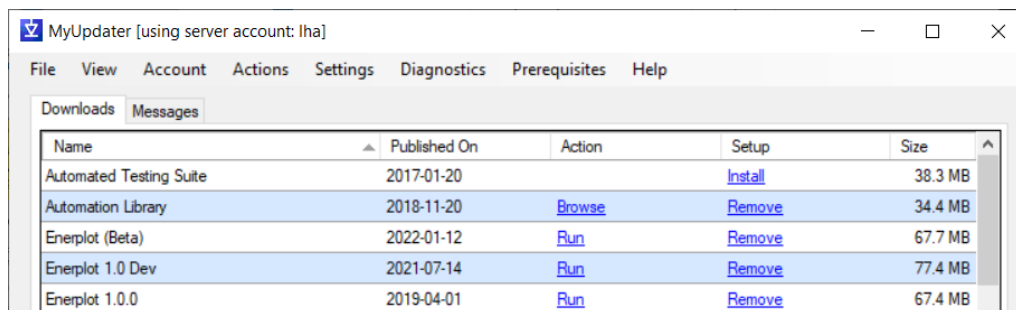 MyUpdater [using server account: lha]
File View Account Actions Settings Diagnostics Prerequisites Help
Downloads Messages
Name Published On Action Setup Size
Automated Testing Suite 2017-01-20 Install 38.3 MB
Automation Library 2018-11-20 Browse Remove 34.4 MB
Enerplot (Beta) 2022-01-12 Run Remove 67.7 MB
Enerplot 1.0 Dev 2021-07-14 Run Remove 77.4 MB
Enerplot 1.0.0 2019-04-01 Run Remove 67.4 MB